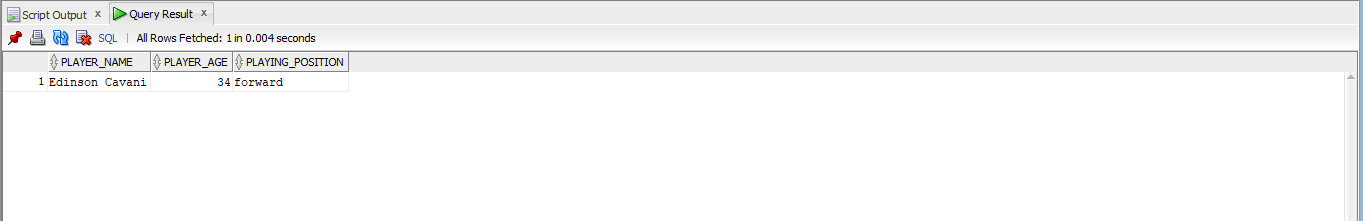 Script Output x Query Result x
SQL | All Rows Fetched: 1 in 0.004 seconds
PLAYER_NAME PLAYER_AGE PLAYING_POSITION
1 Edinson Cavani 34 forward